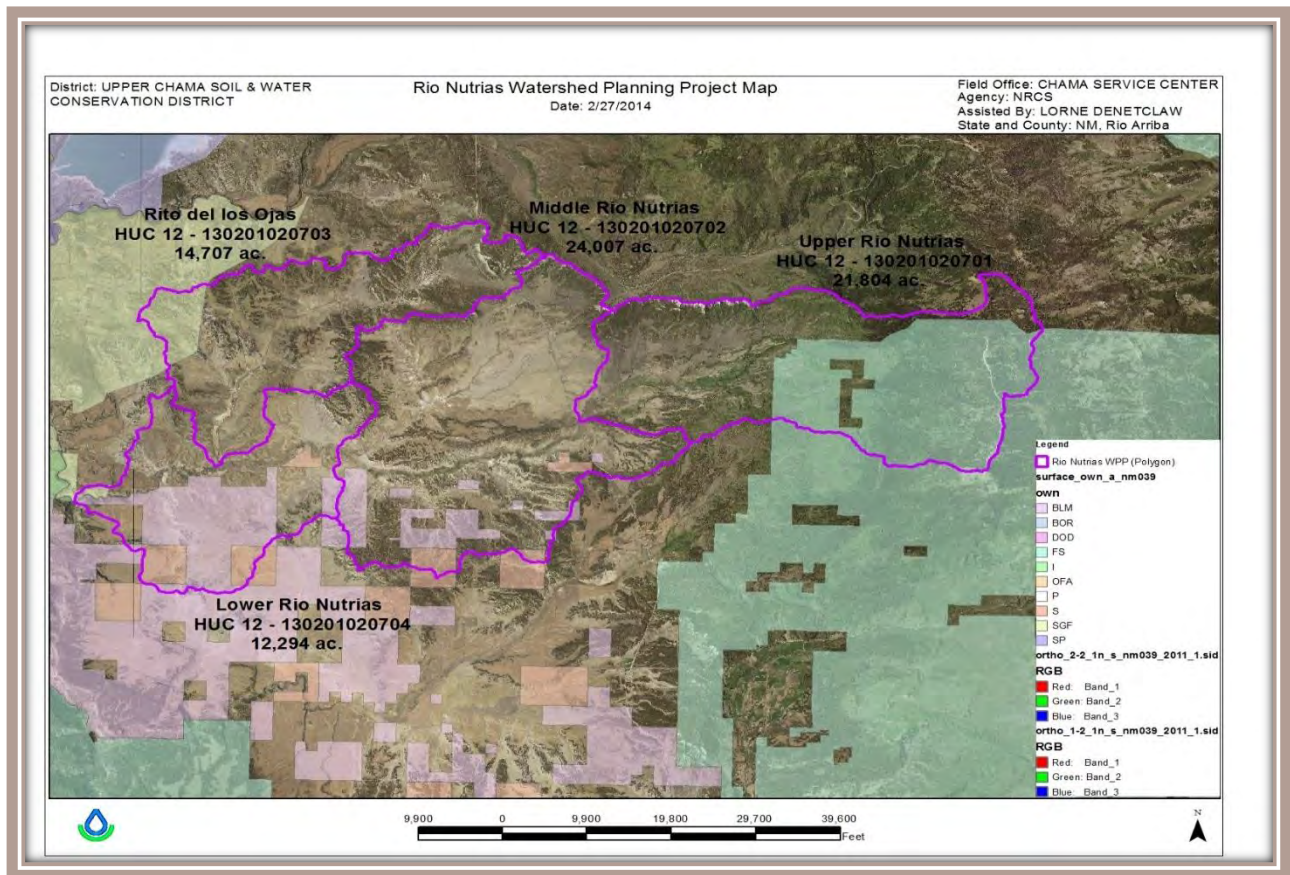 District: UPPER CHAMA SOIL & WATER
CONSERVATION DISTRICT
Rio Nutrias Watershed Planning Project Map
Date: 2/27/2014
Field Office: CHAMA SERVICE CENTER
Agency: NRCS
Assisted By: LORNE DENETCLAW
State and County: NM, Rio Arriba
Rito del los Ojas
HUC 12 - 130201020703
14,707 ac.
Middle Rio Nutrias
HUC 12 - 130201020702
24,007 ac.
Upper Rio Nutrias
HUC 12 - 130201020701
21,804 ac.
Lower Rio Nutrias
HUC 12 - 130201020704
12,294 ac.
Legend
Rio Nutrias WPP (Polygon)
surface_own_a_nm039
own
BLM
BOR
DOD
FS
I
OFA
P
S
SGF
SP
ortho_2-2_1n_s_nm039_2011_1.sid
RGB
Red: Band_1
Green: Band_2
Blue: Band_3
ortho_1-2_1n_s_nm039_2011_1.sid
RGB
Red: Band_1
Green: Band_2
Blue: Band_3
9,900 0 9,900 19,800 29,700 39,600
Feet
N